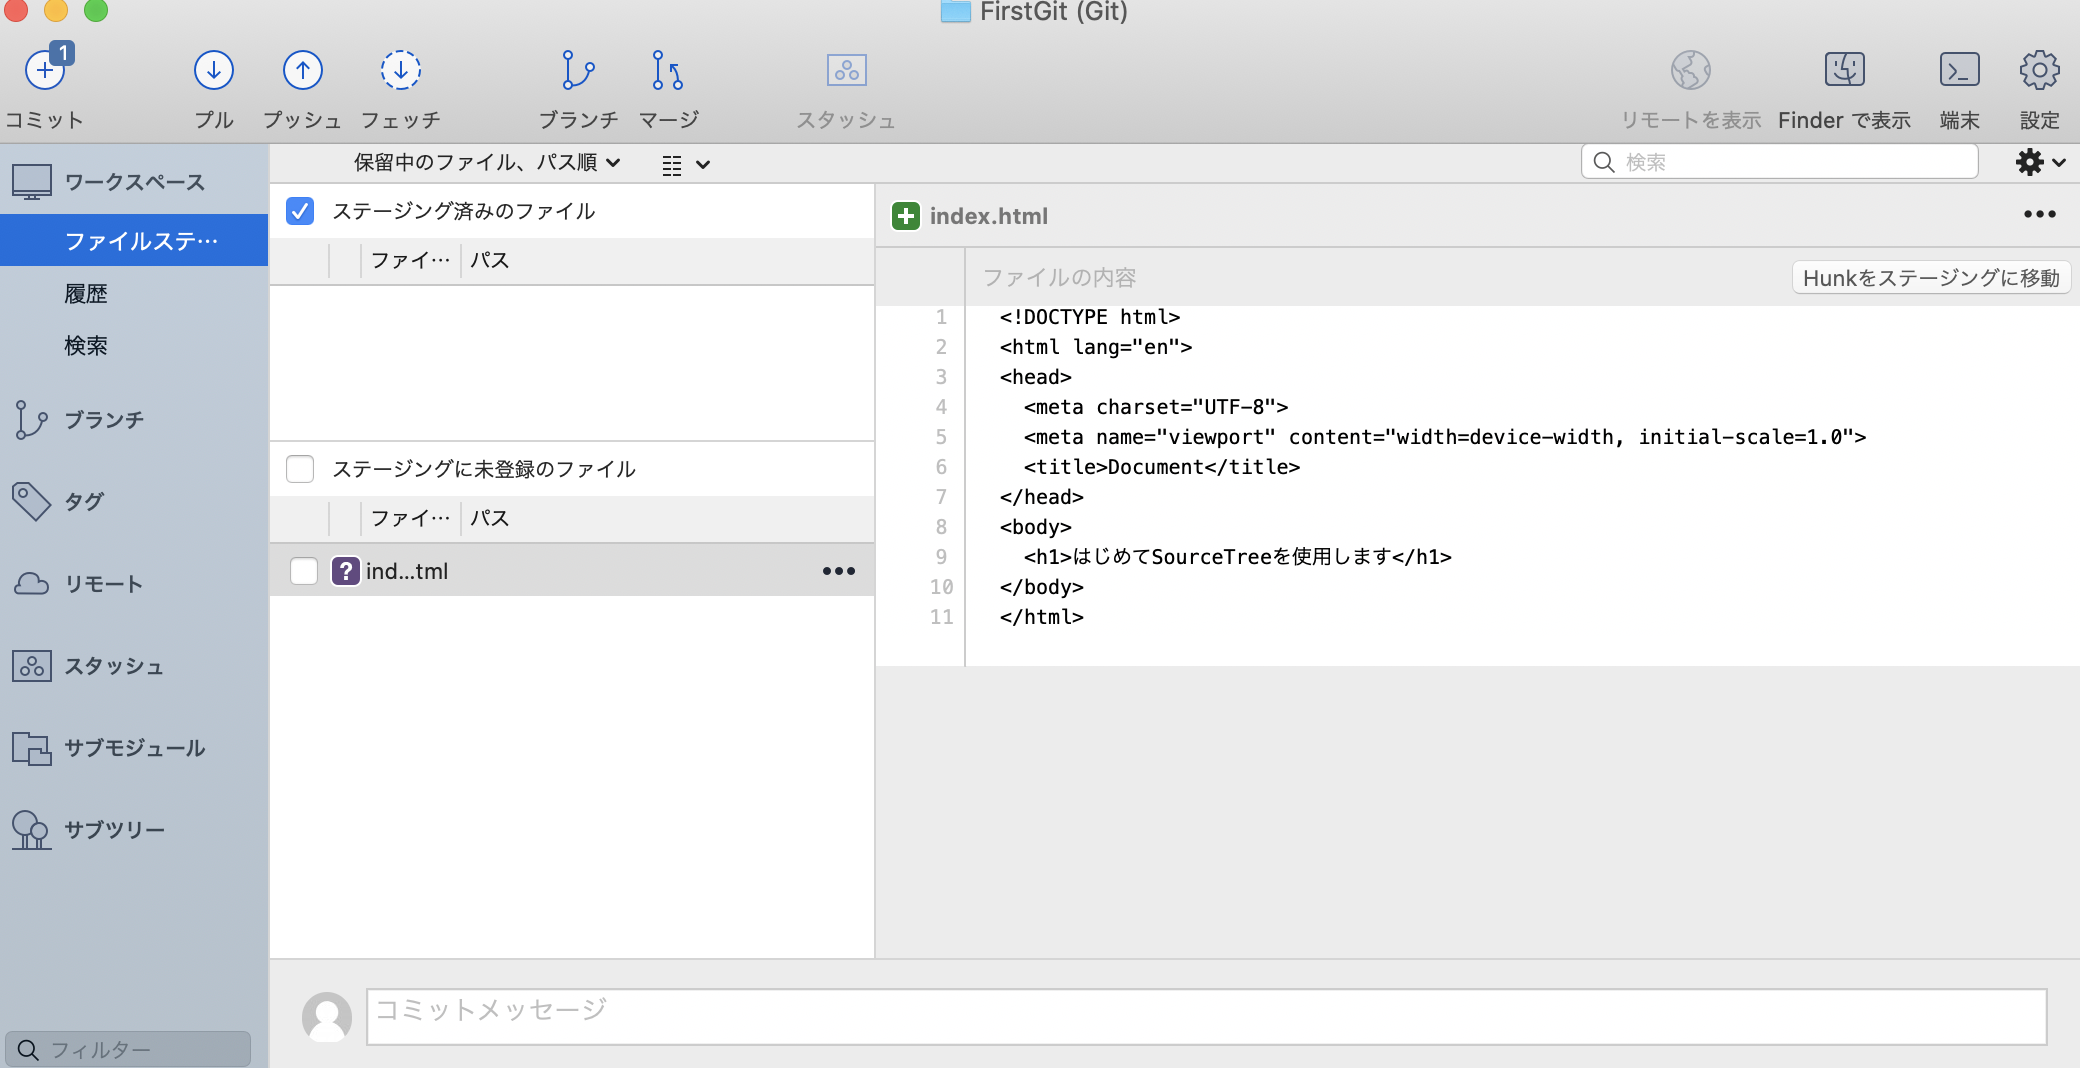 FirstGit (Git)
1
コミット プル プッシュ フェッチ ブランチ マージ スタッシュ リモートを表示 Finder で表示 端末 設定
ワークスペース
ファイルステ…
履歴
検索
ブランチ
タグ
リモート
スタッシュ
サブモジュール
サブツリー
フィルター
保留中のファイル、パス順
検索
ステージング済みのファイル
ファイ… パス
ステージングに未登録のファイル
ファイ… パス
? ind...tml
index.html
ファイルの内容 Hunkをステージングに移動
1 <!DOCTYPE html>
2 <html lang="en">
3 <head>
4 <meta charset="UTF-8">
5 <meta name="viewport" content="width=device-width, initial-scale=1.0">
6 <title>Document</title>
7 </head>
8 <body>
9 <h1>はじめてSourceTreeを使用します</h1>
10 </body>
11 </html>
コミットメッセージ